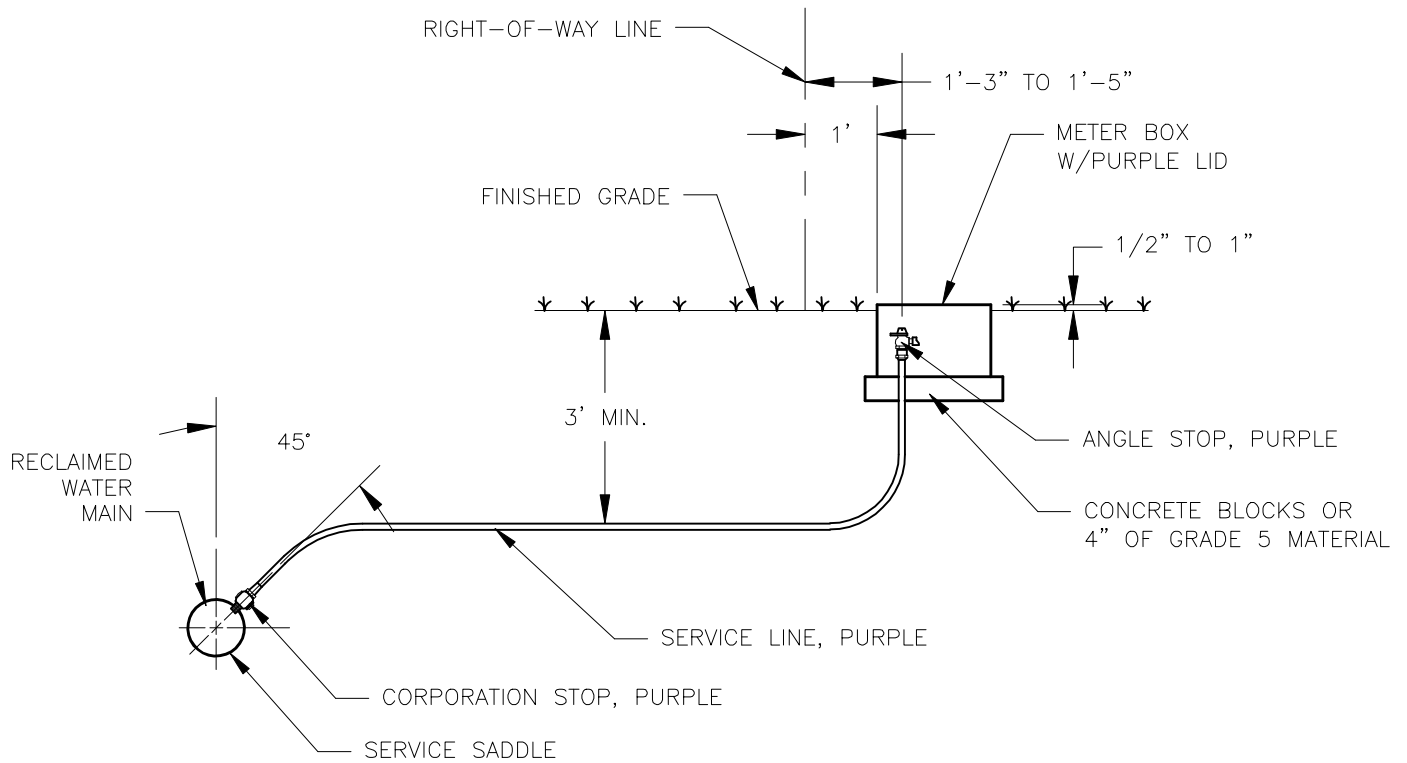 RIGHT-OF-WAY LINE
1'-3" TO 1'-5"
1'
METER BOX
W/PURPLE LID
FINISHED GRADE
1/2" TO 1"
3' MIN.
45°
RECLAIMED
WATER
MAIN
ANGLE STOP, PURPLE
CONCRETE BLOCKS OR
4" OF GRADE 5 MATERIAL
SERVICE LINE, PURPLE
CORPORATION STOP, PURPLE
SERVICE SADDLE